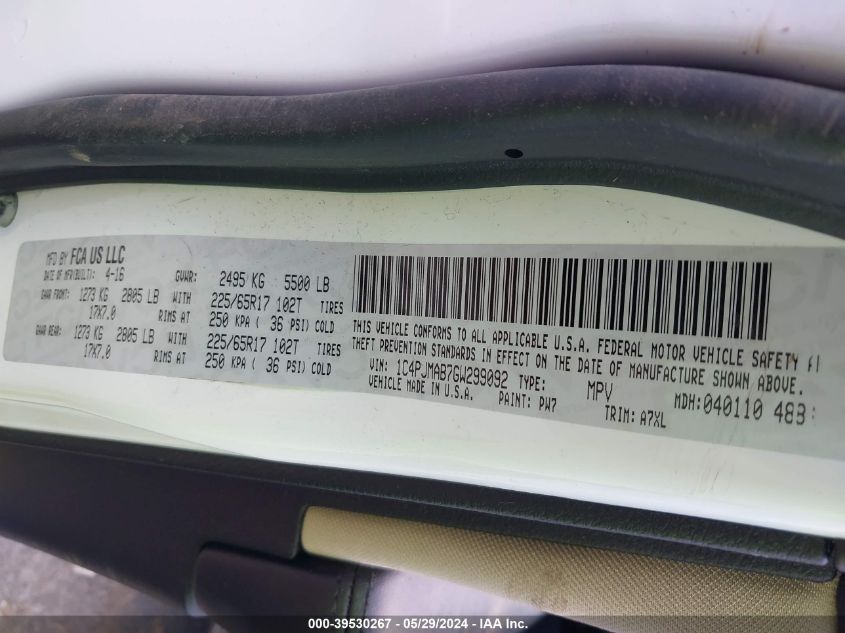 MFD BY FCA US LLC
DATE OF MFR(BUILT): 4-16 GVWR: 2495 KG 5500 LB
GAWR FRONT: 1273 KG 2805 LB WITH 225/65R17 102T TIRES
17X7.0 RIMS AT 250 KPA ( 36 PSI) COLD
GAWR REAR: 1273 KG 2805 LB WITH 225/65R17 102T TIRES
17X7.0 RIMS AT 250 KPA ( 36 PSI) COLD
THIS VEHICLE CONFORMS TO ALL APPLICABLE U.S.A. FEDERAL MOTOR VEHICLE SAFETY
THEFT PREVENTION STANDARDS IN EFFECT ON THE DATE OF MANUFACTURE SHOWN ABOVE.
VIN: 1C4PJMAB7GW299092 TYPE: MPV MDH:040110 483
VEHICLE MADE IN U.S.A. PAINT: PW7 TRIM: A7XL
000-39530267 - 05/29/2024 - IAA Inc.